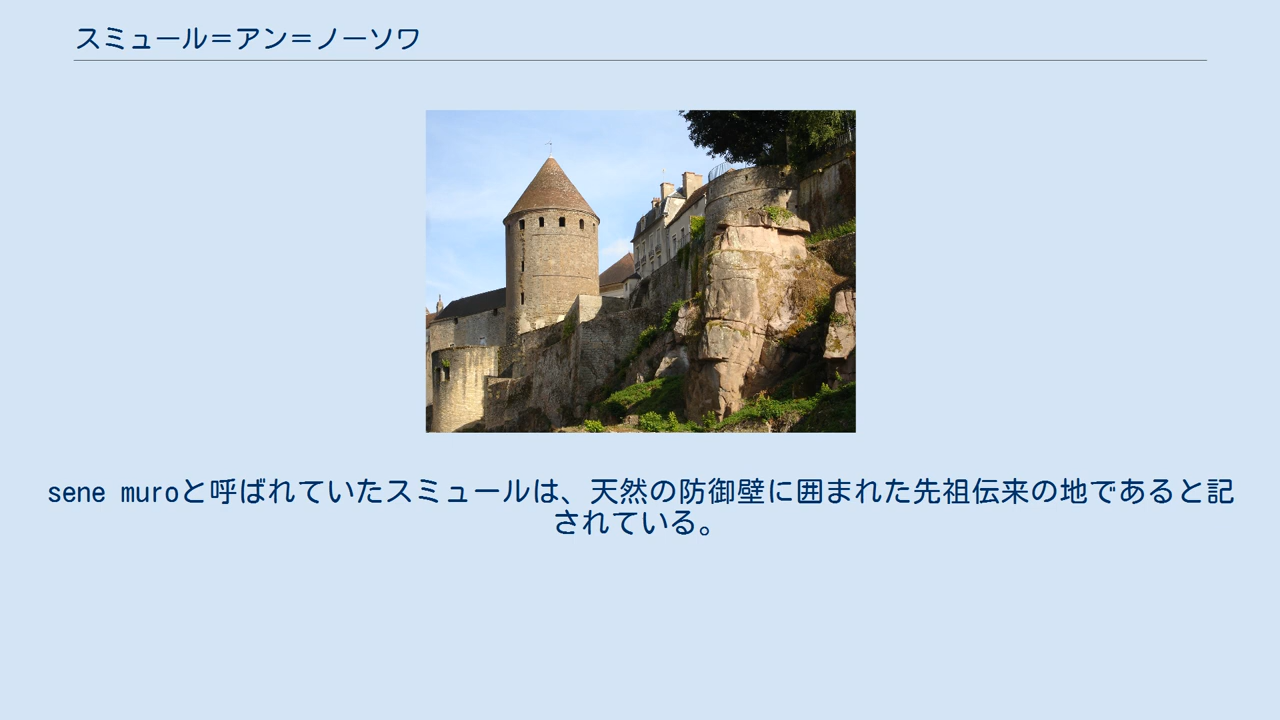 スミュール＝アン＝ノーソワ
sene muroと呼ばれていたスミュールは、天然の防御壁に囲まれた先祖伝来の地であると記
されている。